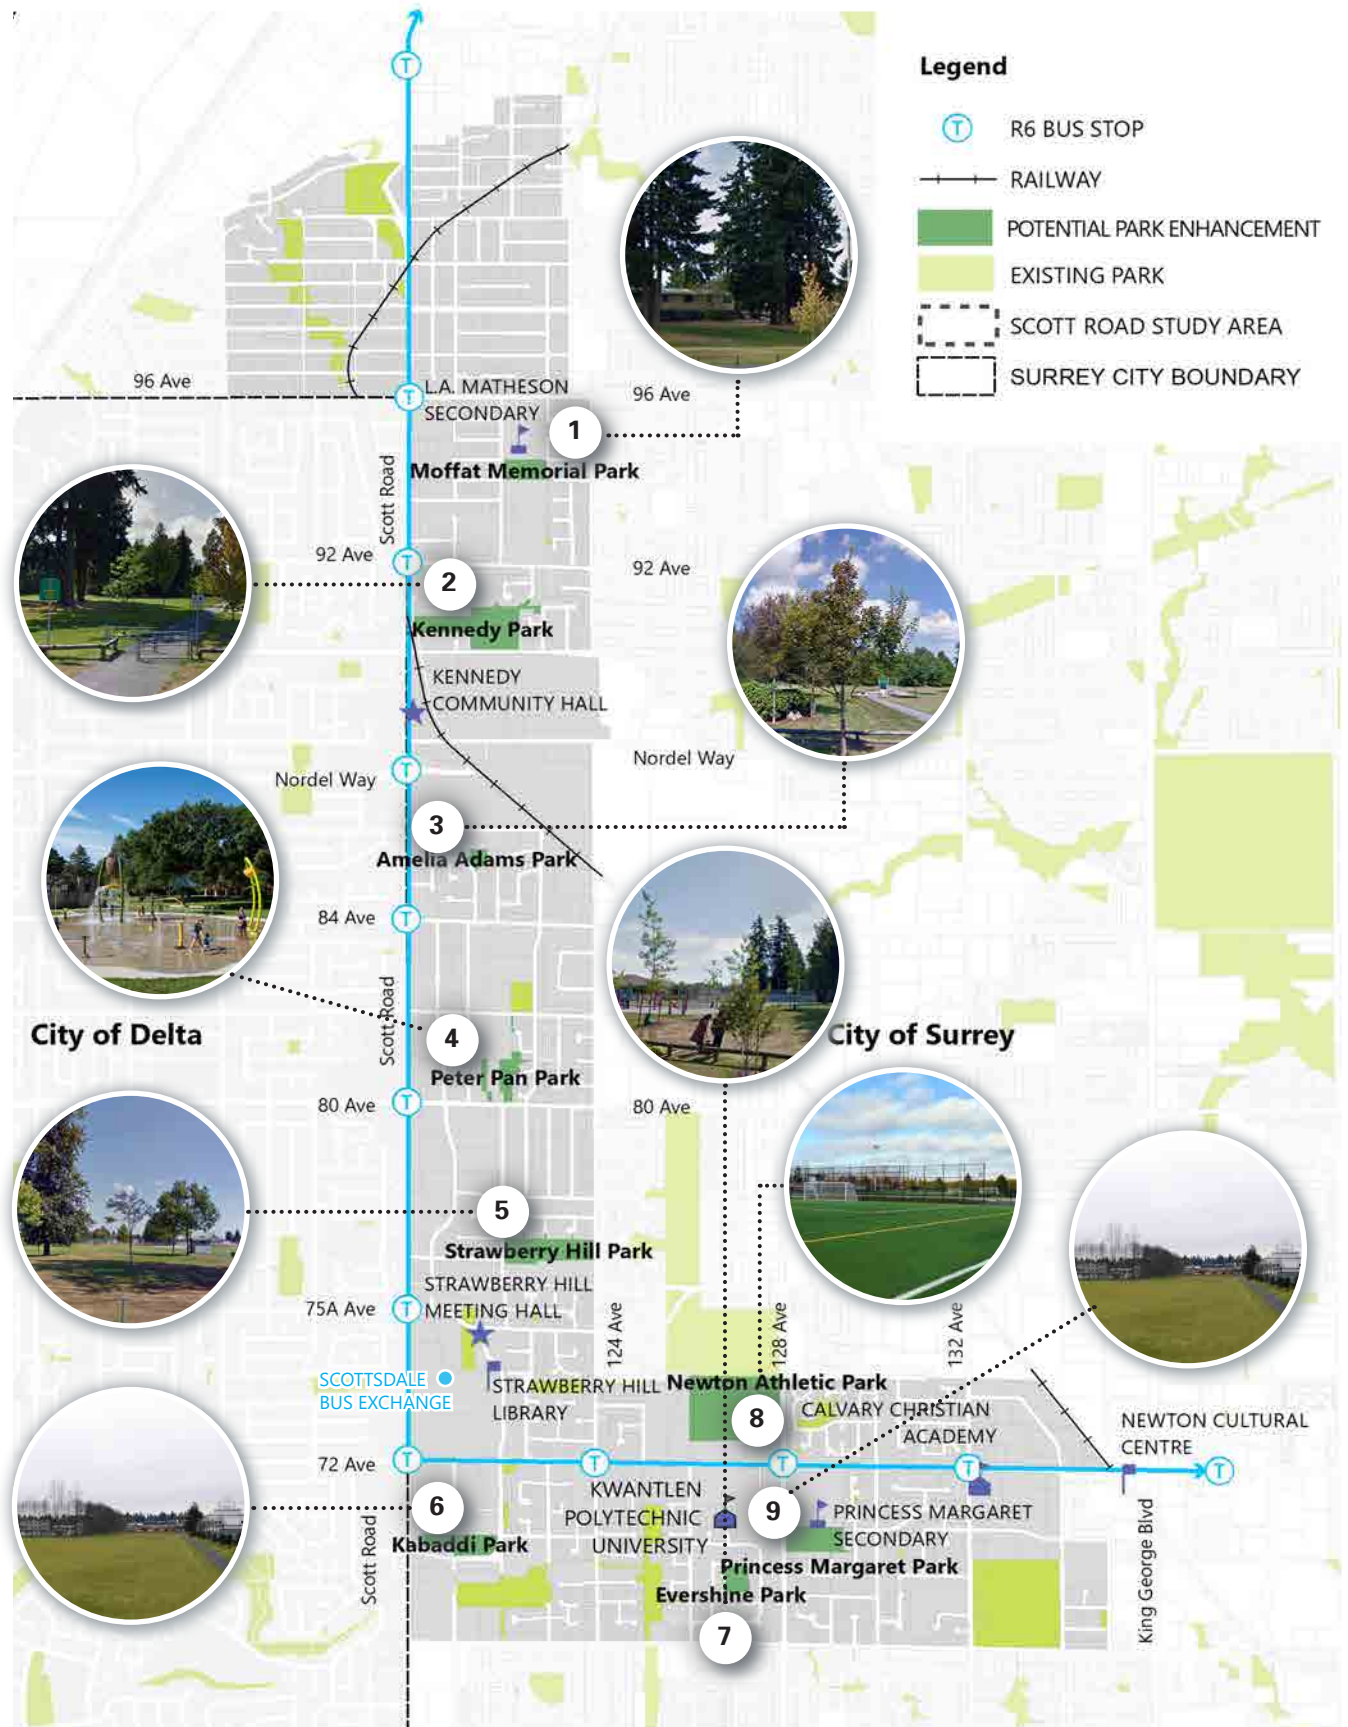 Legend
T R6 BUS STOP
RAILWAY
POTENTIAL PARK ENHANCEMENT
EXISTING PARK
SCOTT ROAD STUDY AREA
SURREY CITY BOUNDARY
T
96 Ave
T
L.A. MATHESON
SECONDARY
96 Ave
1
Moffat Memorial Park
Scott Road
92 Ave
T
92 Ave
2
Kennedy Park
KENNEDY
COMMUNITY HALL
Nordel Way
T
Nordel Way
3
Amelia Adams Park
84 Ave
T
Scott Road
City of Delta
City of Surrey
4
Peter Pan Park
80 Ave
T
80 Ave
5
Strawberry Hill Park
STRAWBERRY HILL
MEETING HALL
75A Ave
T
124 Ave
128 Ave
132 Ave
SCOTTSDALE
BUS EXCHANGE
STRAWBERRY HILL
LIBRARY
Newton Athletic Park
8
CALVARY CHRISTIAN
ACADEMY
NEWTON CULTURAL
CENTRE
72 Ave
T
T
T
T
T
6
Kabaddi Park
Scott Road
KWANTLEN
POLYTECHNIC
UNIVERSITY
9
PRINCESS MARGARET
SECONDARY
Princess Margaret Park
Evershine Park
7
King George Blvd